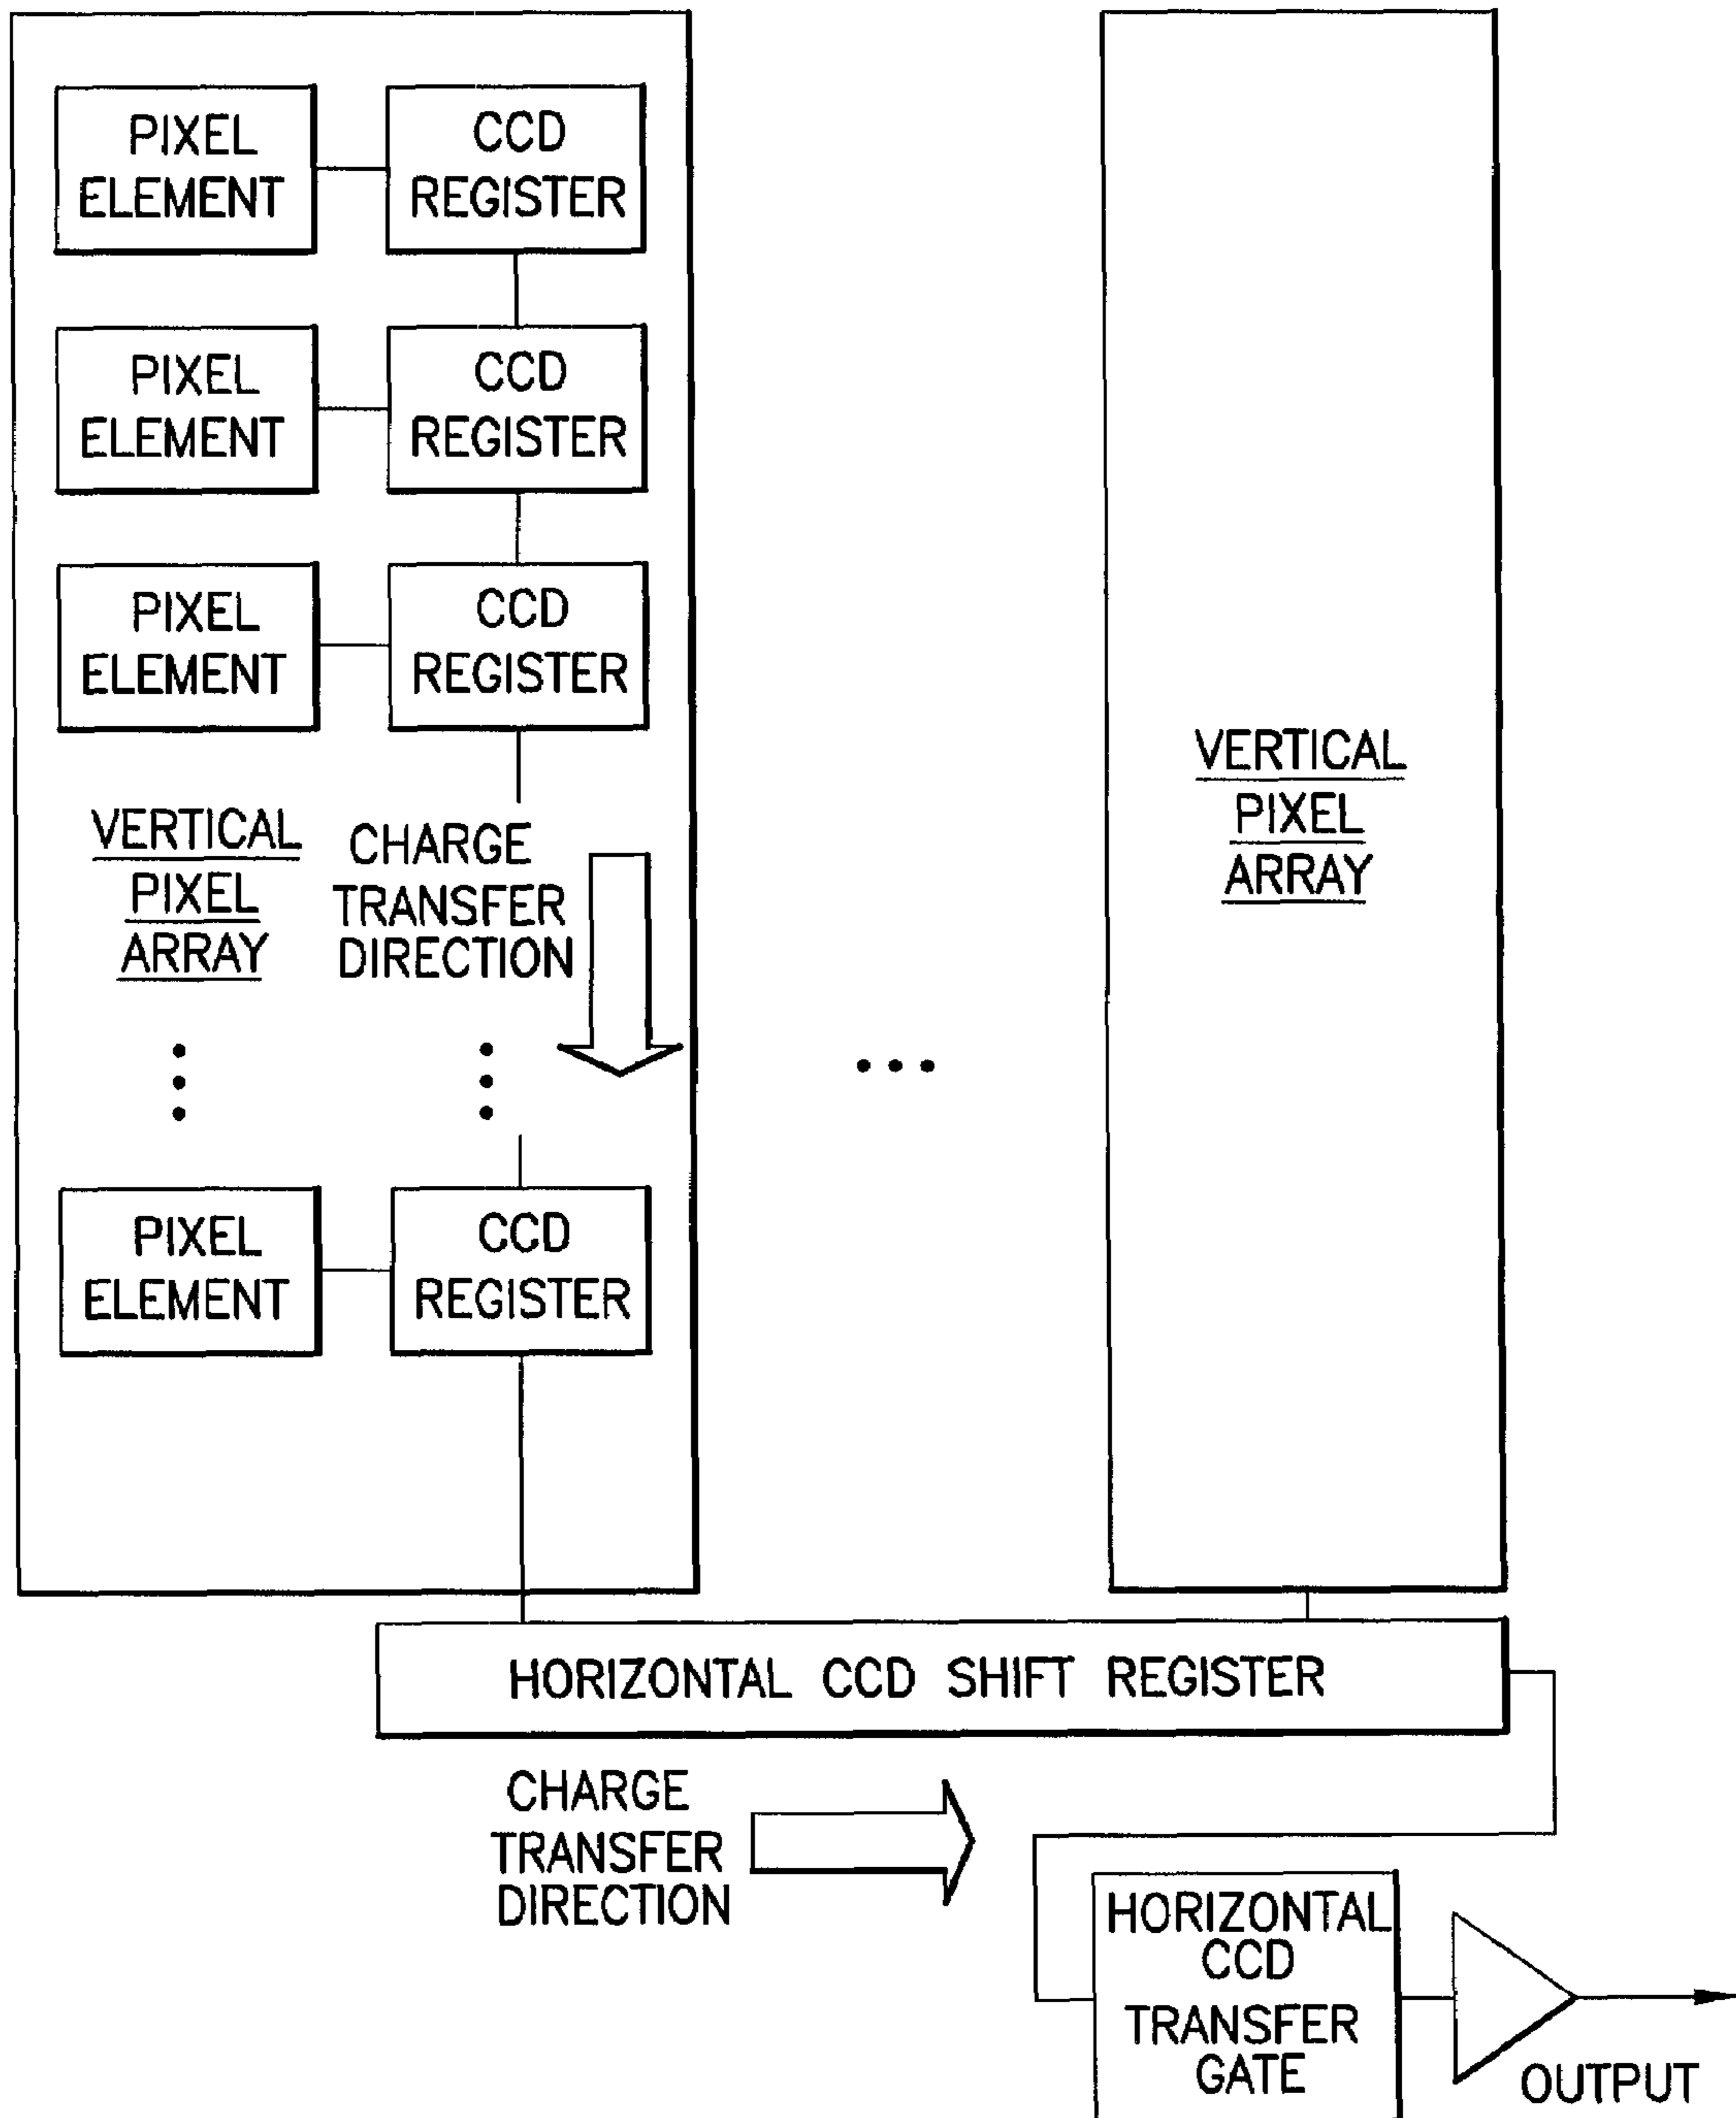 PIXEL
ELEMENT
CCD
REGISTER
PIXEL
ELEMENT
CCD
REGISTER
PIXEL
ELEMENT
CCD
REGISTER
VERTICAL
PIXEL
ARRAY
CHARGE
TRANSFER
DIRECTION
VERTICAL
PIXEL
ARRAY
PIXEL
ELEMENT
CCD
REGISTER
HORIZONTAL CCD SHIFT REGISTER
CHARGE
TRANSFER
DIRECTION
HORIZONTAL
CCD
TRANSFER
GATE
OUTPUT